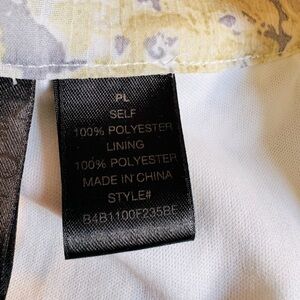 PL
SELF
100% POLYESTER
LINING
100% POLYESTER
MADE IN CHINA
STYLE#
B4B1100F235BE